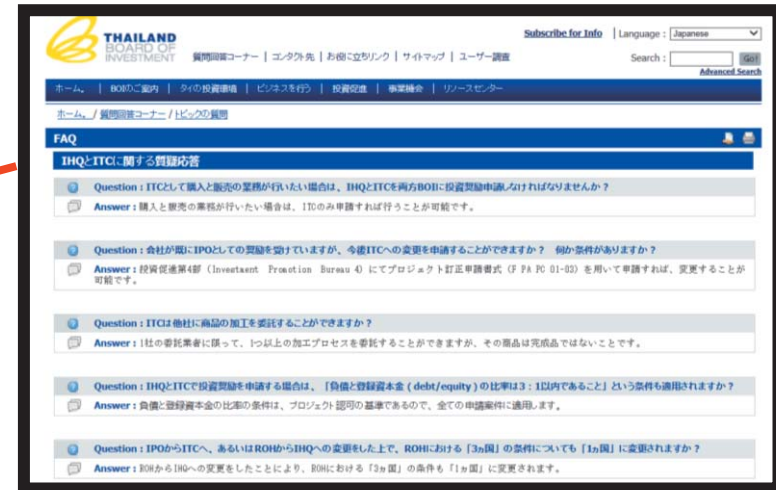 THAILAND
BOARD OF
INVESTMENT
Subscribe for Info | Language : Japanese
質問回答コーナー | コンタクト先 | お役に立ちリンク | サイトマップ | ユーザー調査
Search : Go!
Advanced Search
ホーム。 | BOIのご案内 | タイの投資環境 | ビジネスを行う | 投資促進 | 事業機会 | リソースセンター
ホーム。 / 質問回答コーナー / トピックの質問
FAQ
IHQとITCに関する質疑応答
Question : ITCとして購入と販売の業務が行いたい場合は、IHQとITCを両方BOIに投資奨励申請しなければなりませんか？
Answer : 購入と販売の業務が行いたい場合は、ITCのみ申請すれば行うことが可能です。
Question : 会社が既にIPOとしての奨励を受けていますが、今後ITCへの変更を申請することができますか？ 何か条件がありますか？
Answer : 投資促進第4部 (Investment Promotion Bureau 4) にてプロジェクト訂正申請書式 (F PA PC 01-03) を用いて申請すれば、変更することが
可能です。
Question : ITCは他社に商品の加工を委託することができますか？
Answer : 1社の委託業者に限って、1つ以上の加工プロセスを委託することができますが、その商品は完成品ではないことです。
Question : IHQとITCで投資奨励を申請する場合は、「負債と登録資本金 ( debt/equity ) の比率は3：1以内であること」という条件も適用されますか？
Answer : 負債と登録資本金の比率の条件は、プロジェクト認可の基準であるので、全ての申請案件に適用します。
Question : IPOからITCへ、あるいはROHからIHQへの変更をした上で、ROHにおける「3ヵ国」の条件についても「1ヵ国」に変更されますか？
Answer : ROHからIHQへの変更をしたことにより、ROHにおける「3ヵ国」の条件も「1ヵ国」に変更されます。